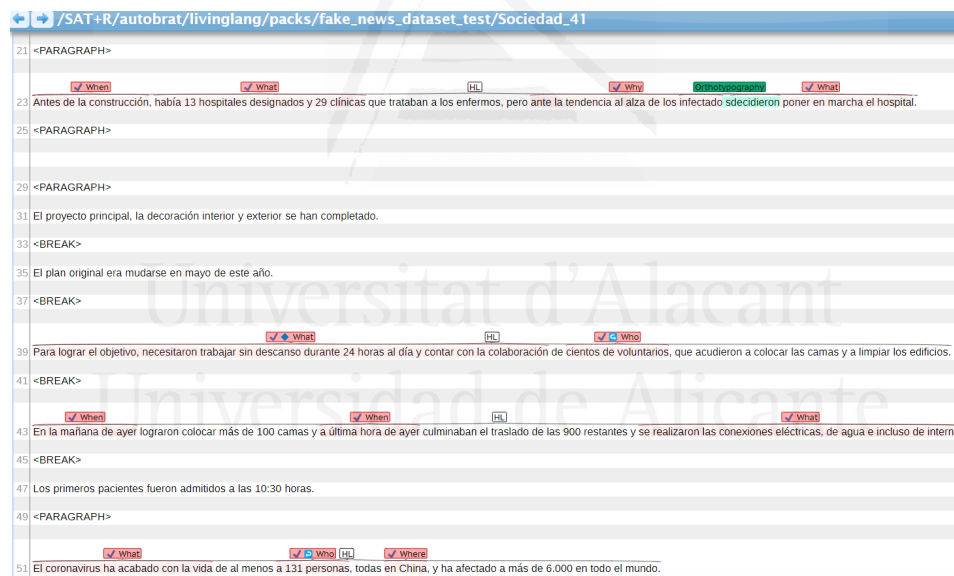 /SAT+R/autobrat/livinglang/packs/fake_news_dataset_test/Sociedad_41
21 <PARAGRAPH>
When What HL Why Orthotypography What
23 Antes de la construcción, había 13 hospitales designados y 29 clínicas que trataban a los enfermos, pero ante la tendencia al alza de los infectado sdecidieron poner en marcha el hospital.
25 <PARAGRAPH>
29 <PARAGRAPH>
31 El proyecto principal, la decoración interior y exterior se han completado.
33 <BREAK>
35 El plan original era mudarse en mayo de este año.
37 <BREAK>
Universitat d'Alacant
What HL Who
39 Para lograr el objetivo, necesitaron trabajar sin descanso durante 24 horas al día y contar con la colaboración de cientos de voluntarios, que acudieron a colocar las camas y a limpiar los edificios.
41 <BREAK>
Universidad de Alicante
When When HL What
43 En la mañana de ayer lograron colocar más de 100 camas y a última hora de ayer culminaban el traslado de las 900 restantes y se realizaron las conexiones eléctricas, de agua e incluso de intern
45 <BREAK>
47 Los primeros pacientes fueron admitidos a las 10:30 horas.
49 <PARAGRAPH>
What Who HL Where
51 El coronavirus ha acabado con la vida de al menos a 131 personas, todas en China, y ha afectado a más de 6.000 en todo el mundo.